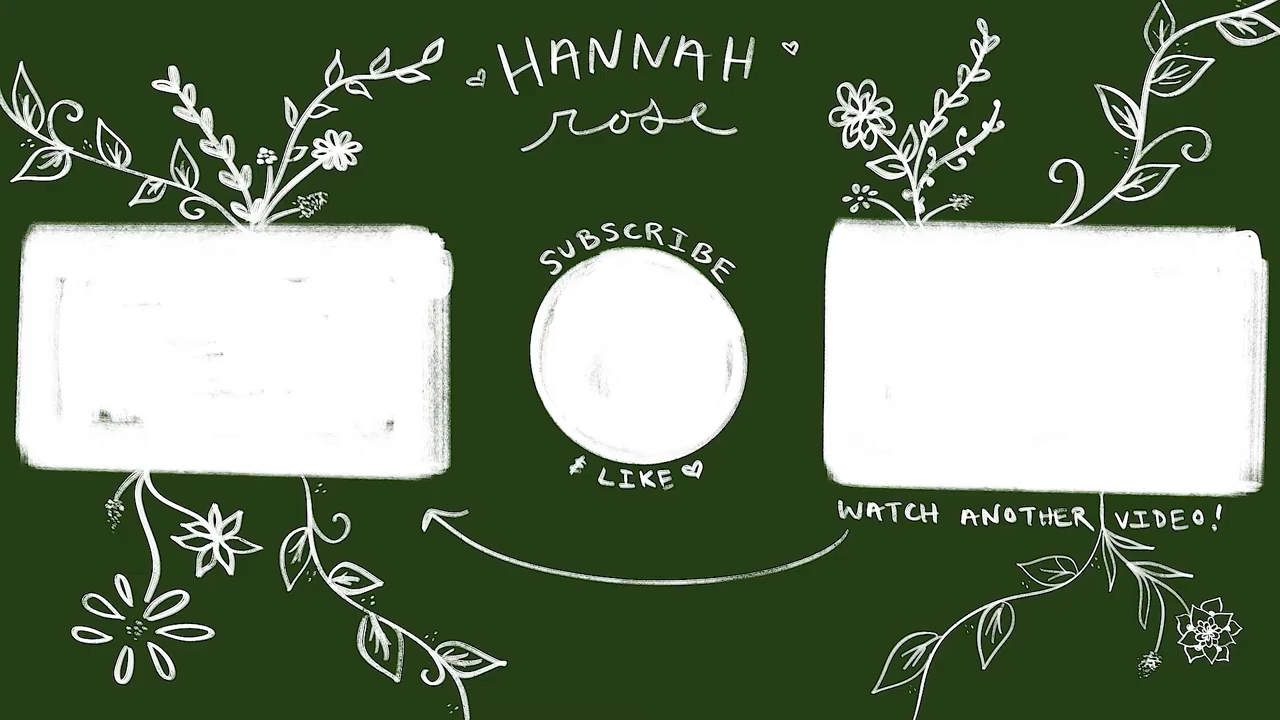 HANNAH
rose
SUBSCRIBE
& LIKE
WATCH ANOTHER VIDEO!